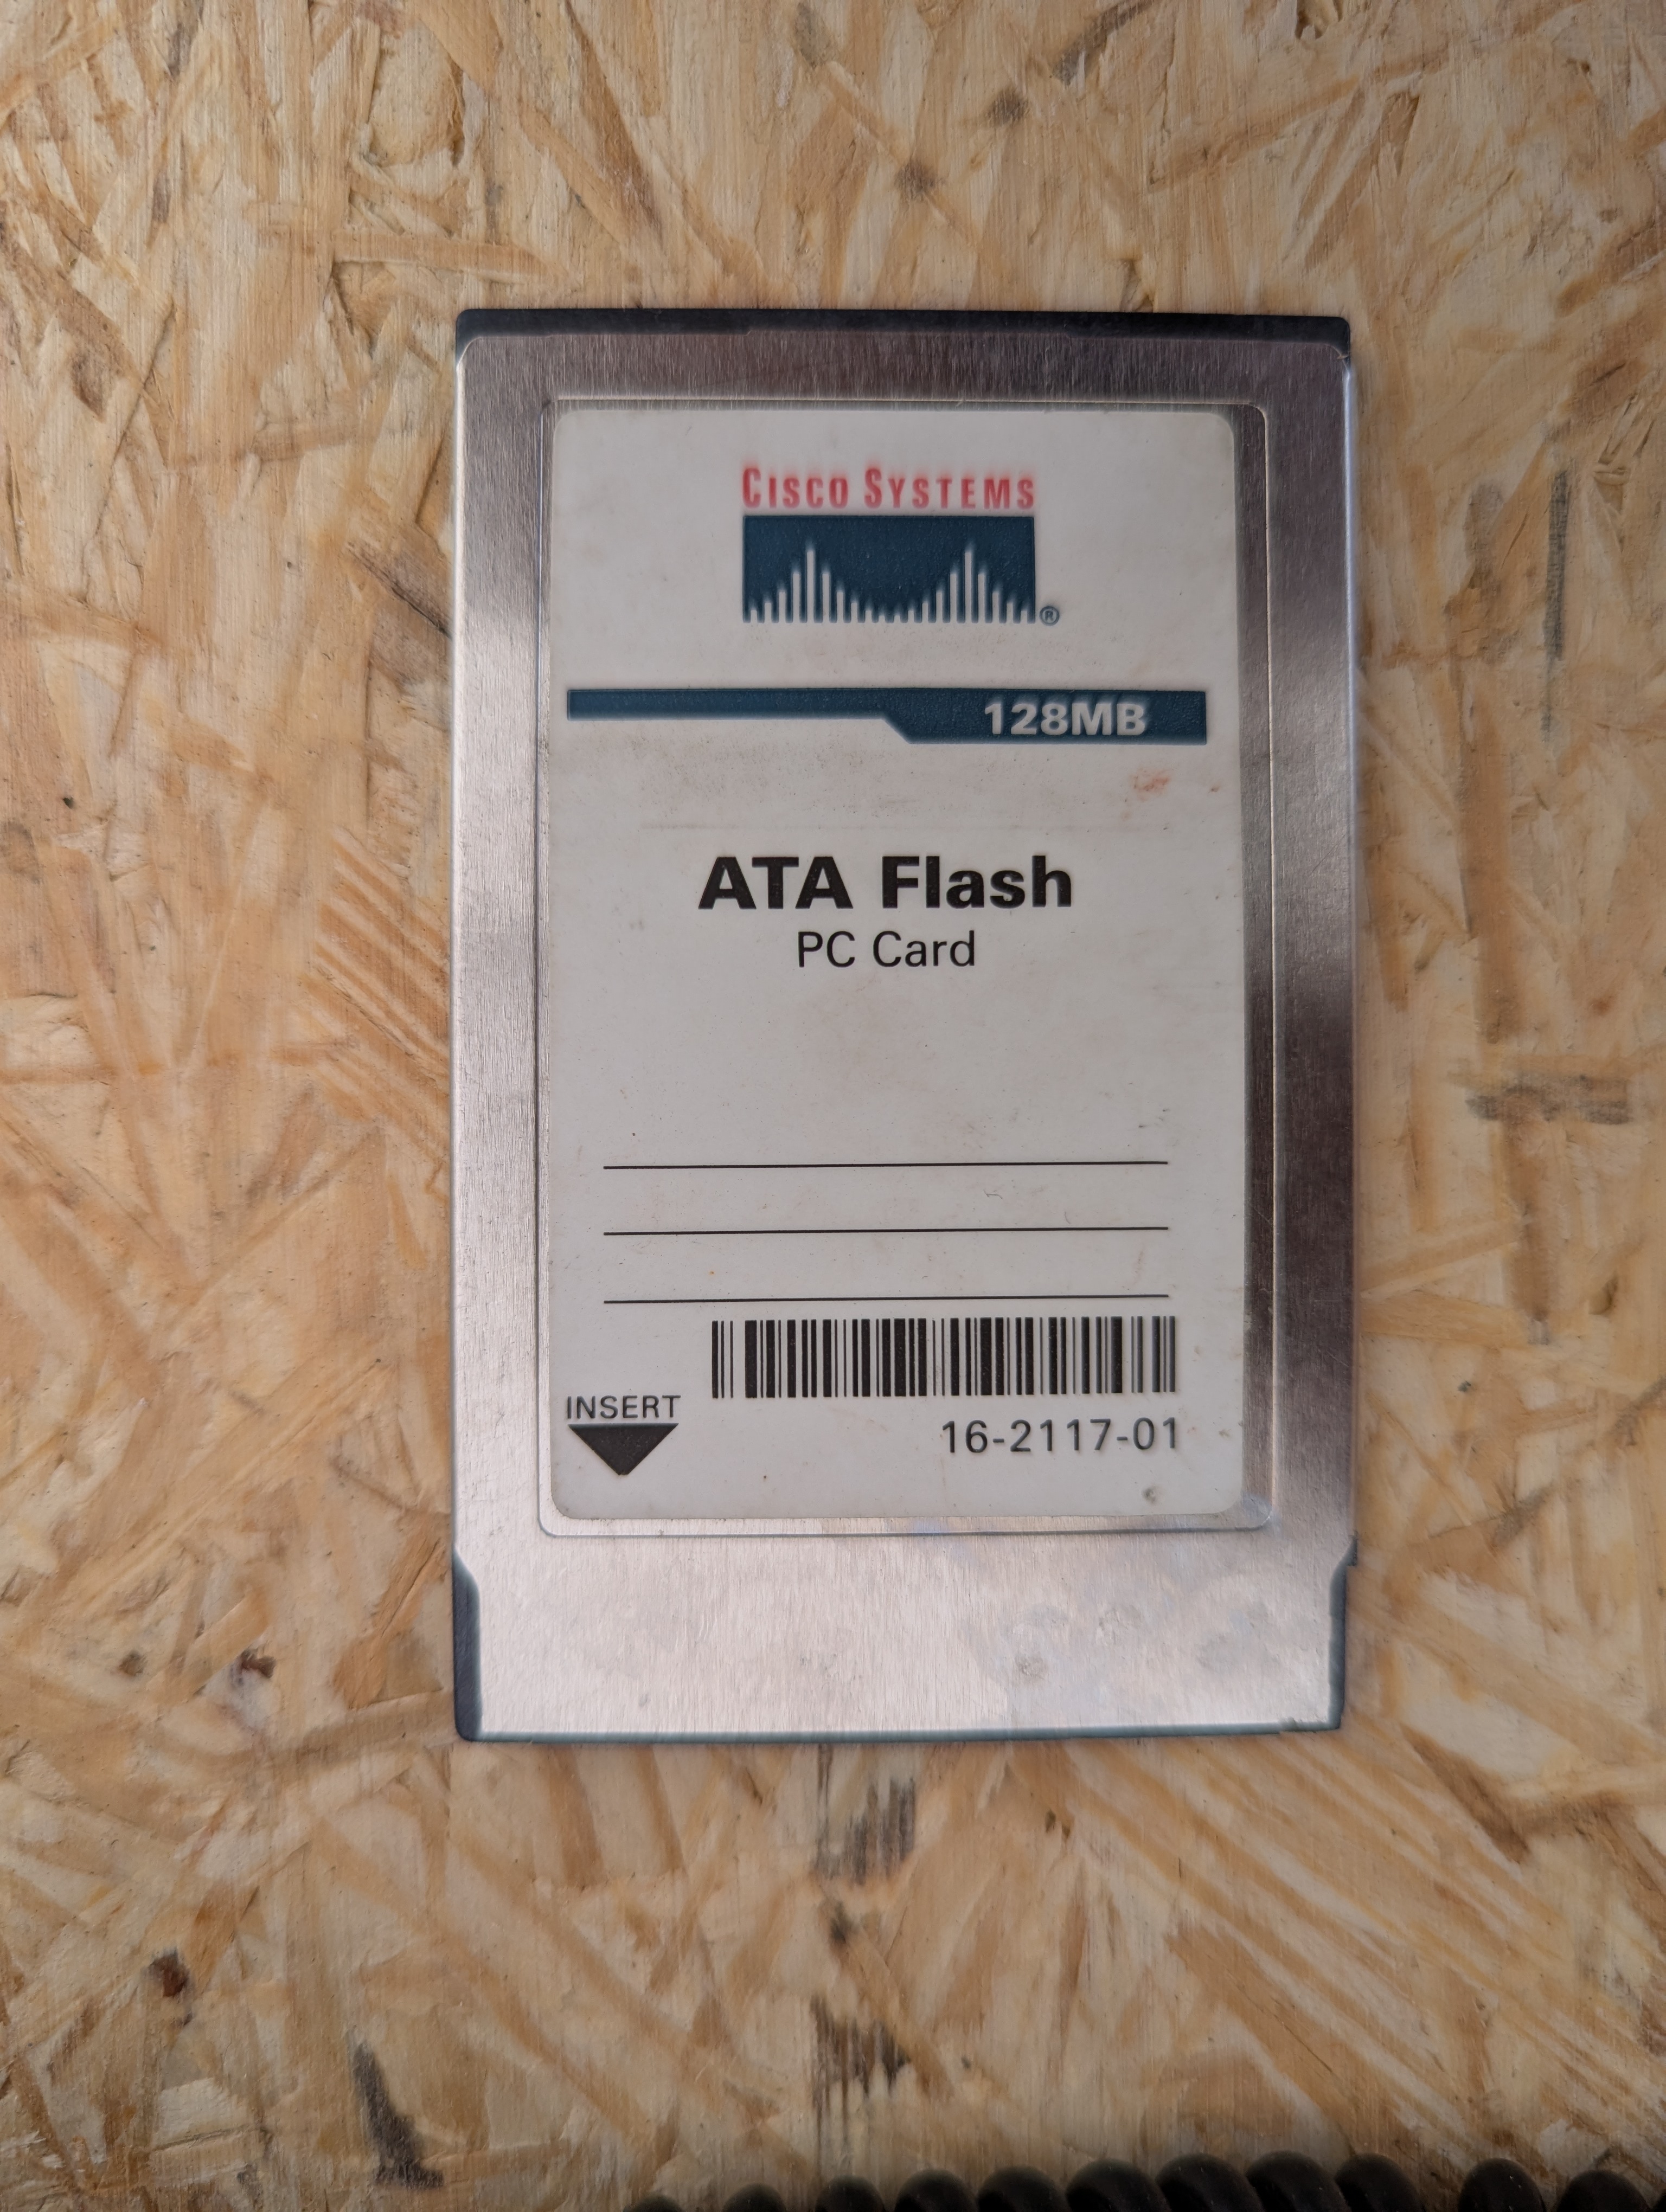 CISCO SYSTEMS
®
128MB
ATA Flash
PC Card
INSERT
16-2117-01